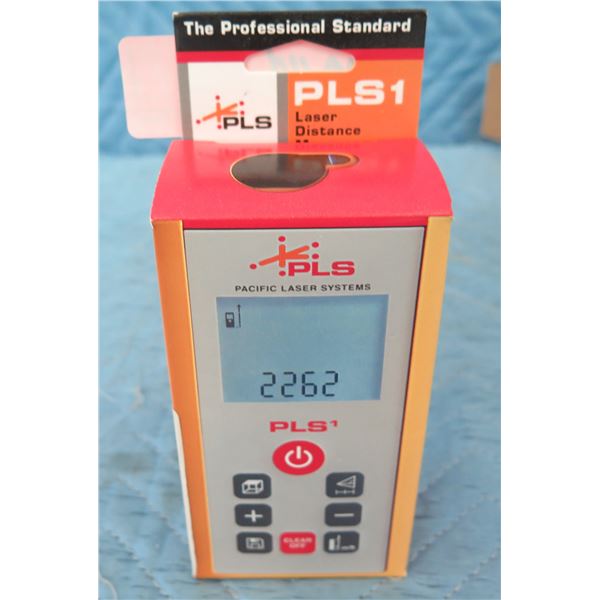 The Professional Standard
PLS
PLS1
Laser
Distance
PLS
PACIFIC LASER SYSTEMS
2262
PLS1
+
−
CLEAR
OFF